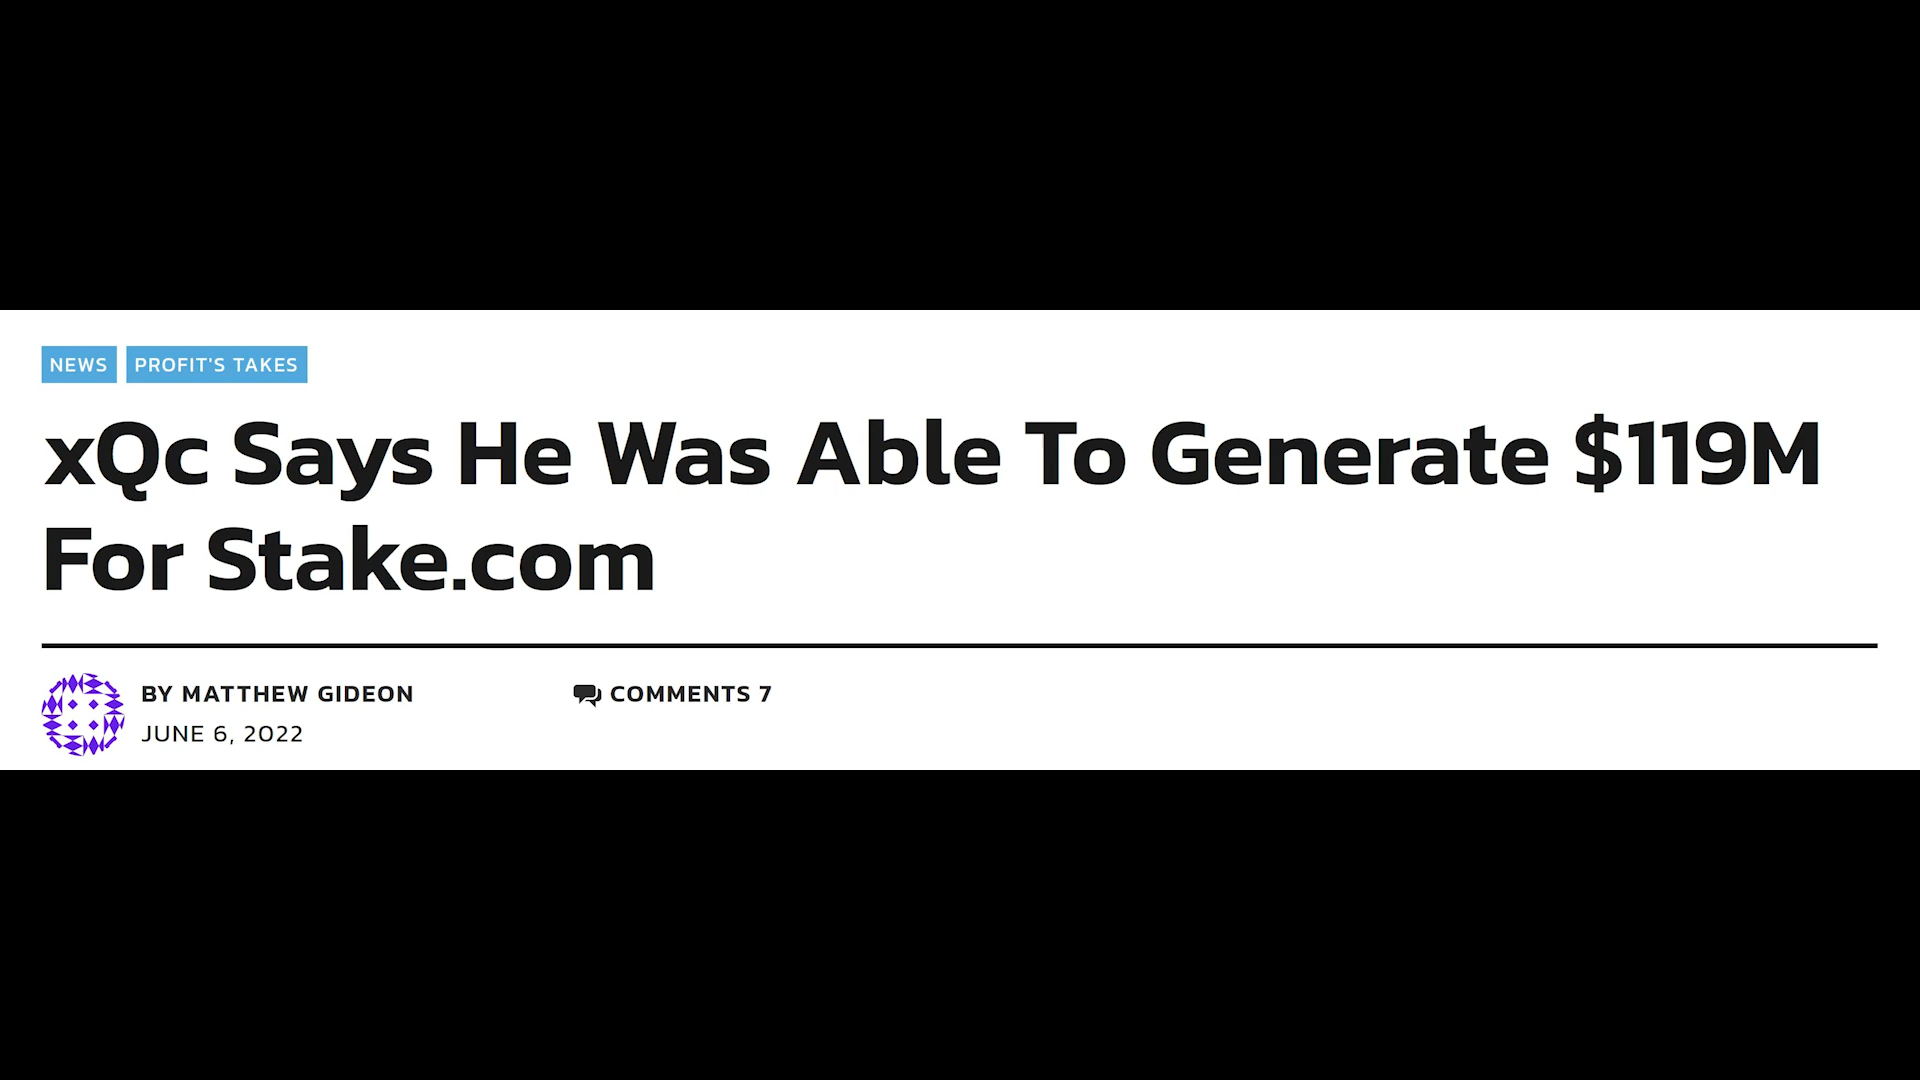 NEWS PROFIT'S TAKES
xQc Says He Was Able To Generate $119M
For Stake.com
BY MATTHEW GIDEON COMMENTS 7
JUNE 6, 2022